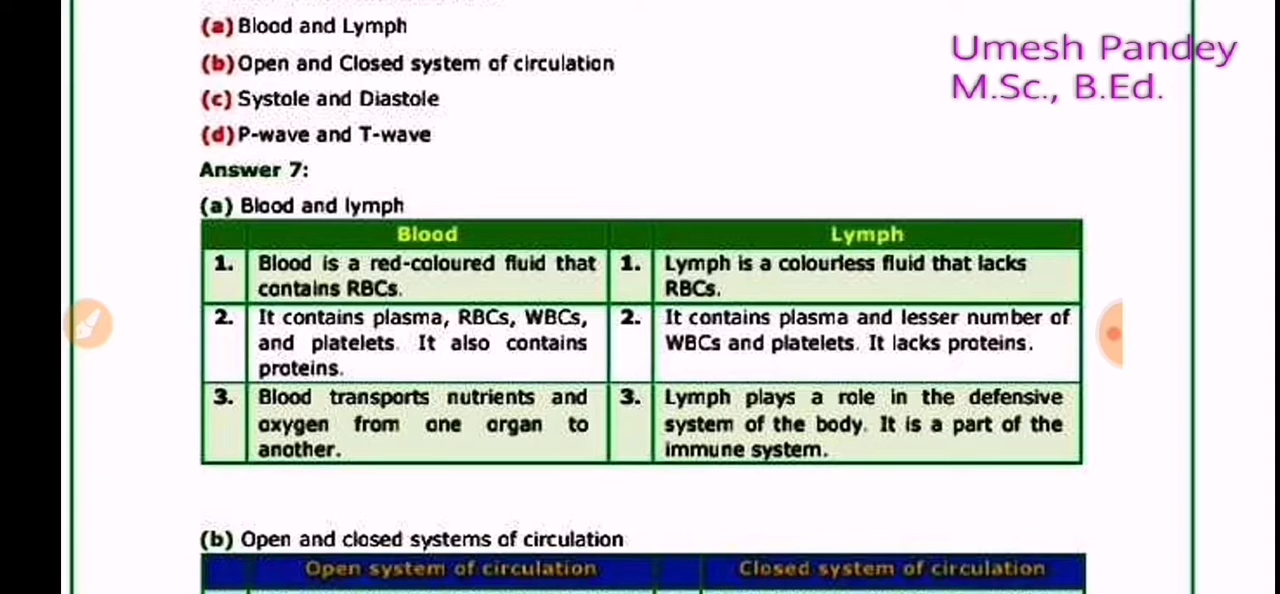 (a) Blood and Lymph
(b) Open and Closed system of circulation
(c) Systole and Diastole
(d) P-wave and T-wave
Umesh Pandey
M.Sc., B.Ed.
Answer 7:
(a) Blood and lymph
Blood
Lymph
1. Blood is a red-coloured fluid that
contains RBCs.
1. Lymph is a colourless fluid that lacks
RBCs.
2. It contains plasma, RBCs, WBCs,
and platelets. It also contains
proteins.
2. It contains plasma and lesser number of
WBCs and platelets. It lacks proteins.
3. Blood transports nutrients and
oxygen from one organ to
another.
3. Lymph plays a role in the defensive
system of the body. It is a part of the
immune system.
(b) Open and closed systems of circulation
Open system of circulation
Closed system of circulation